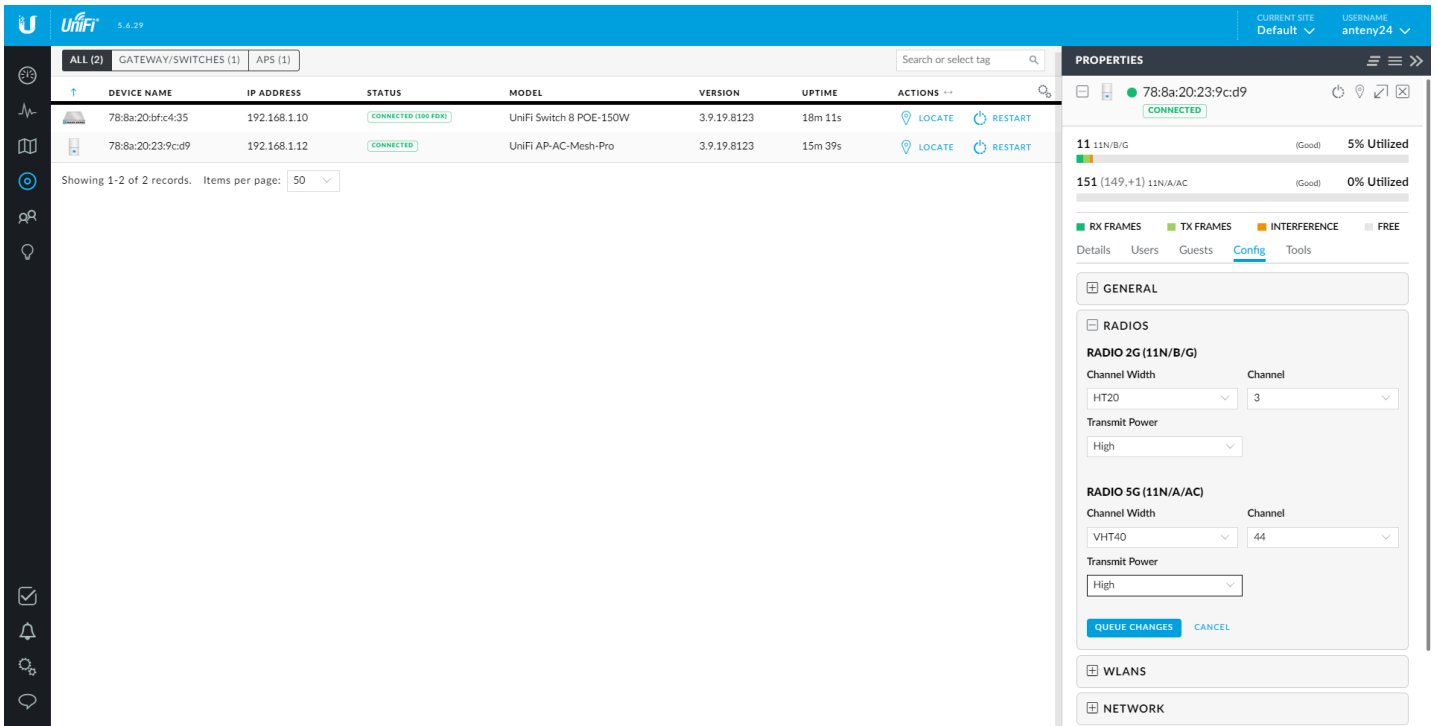 UniFi 5.6.29
CURRENT SITE
Default
USERNAME
anteny24
ALL (2) GATEWAY/SWITCHES (1) APS (1)
Search or select tag
DEVICE NAME IP ADDRESS STATUS MODEL VERSION UPTIME ACTIONS
78:8a:20:bf:c4:35 192.168.1.10 CONNECTED (100 FDX) UniFi Switch 8 POE-150W 3.9.19.8123 18m 11s LOCATE RESTART
78:8a:20:23:9c:d9 192.168.1.12 CONNECTED UniFi AP-AC-Mesh-Pro 3.9.19.8123 15m 39s LOCATE RESTART
Showing 1-2 of 2 records. Items per page: 50
PROPERTIES
78:8a:20:23:9c:d9
CONNECTED
11 11N/B/G (Good) 5% Utilized
151 (149,+1) 11N/A/AC (Good) 0% Utilized
RX FRAMES TX FRAMES INTERFERENCE FREE
Details Users Guests Config Tools
GENERAL
RADIOS
RADIO 2G (11N/B/G)
Channel Width Channel
HT20 3
Transmit Power
High
RADIO 5G (11N/A/AC)
Channel Width Channel
VHT40 44
Transmit Power
High
QUEUE CHANGES CANCEL
WLANS
NETWORK